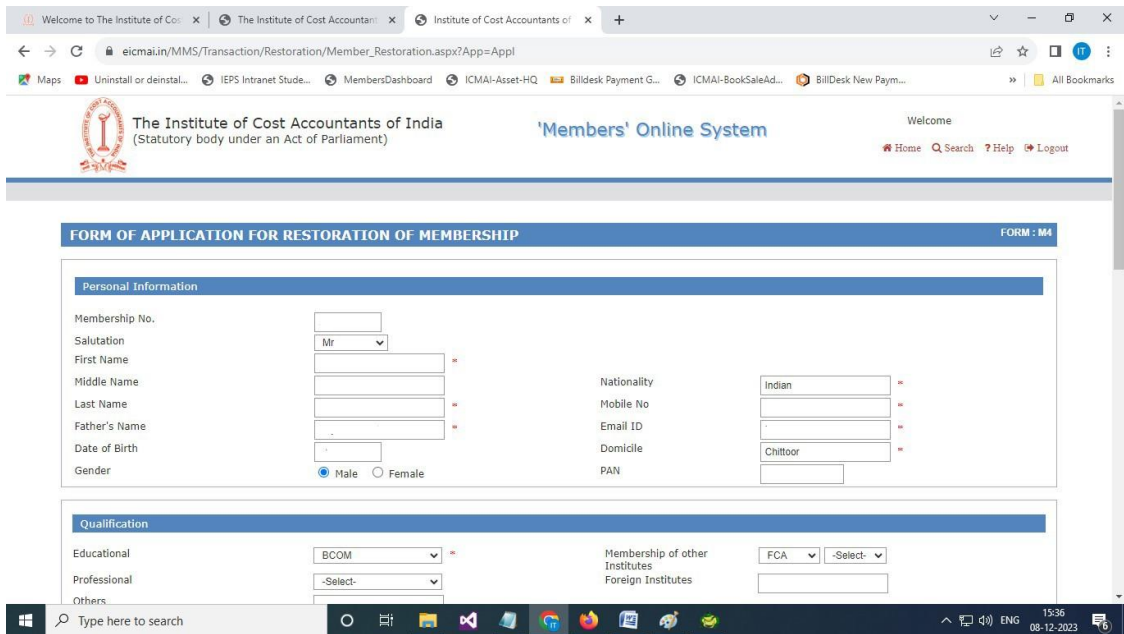 Welcome to The Institute of Cos
The Institute of Cost Accountant
Institute of Cost Accountants of
eicmai.in/MMS/Transaction/Restoration/Member_Restoration.aspx?App=Appl
IT
Maps
Uninstall or deinstal...
IEPS Intranet Stude...
MembersDashboard
ICMAI-Asset-HQ
Billdesk Payment G...
ICMAI-BookSaleAd...
BillDesk New Paym...
»
All Bookmarks
The Institute of Cost Accountants of India
(Statutory body under an Act of Parliament)
'Members' Online System
Welcome
Home Search ? Help Logout
FORM OF APPLICATION FOR RESTORATION OF MEMBERSHIP
FORM : M4
Personal Information
Membership No.
Salutation Mr
First Name *
Middle Name
Nationality Indian *
Last Name *
Mobile No *
Father's Name *
Email ID *
Date of Birth
Domicile Chittoor *
Gender Male Female
PAN
Qualification
Educational BCOM *
Membership of other
Institutes
FCA -Select-
Professional -Select-
Foreign Institutes
Others
Type here to search
ENG
15:36
08-12-2023
6